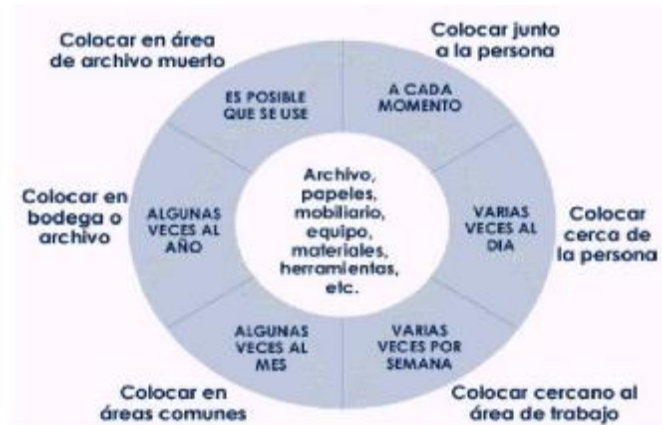 Colocar en área
de archivo muerto
Colocar junto
a la persona
ES POSIBLE
QUE SE USE
A CADA
MOMENTO
Archivo,
papeles,
mobiliario,
equipo,
materiales,
herramientas,
etc.
Colocar en
bodega o
archivo
ALGUNAS
VECES AL
AÑO
VARIAS
VECES AL
DIA
Colocar
cerca de
la persona
ALGUNAS
VECES AL
MES
VARIAS
VECES POR
SEMANA
Colocar en
áreas comunes
Colocar cercano al
área de trabajo